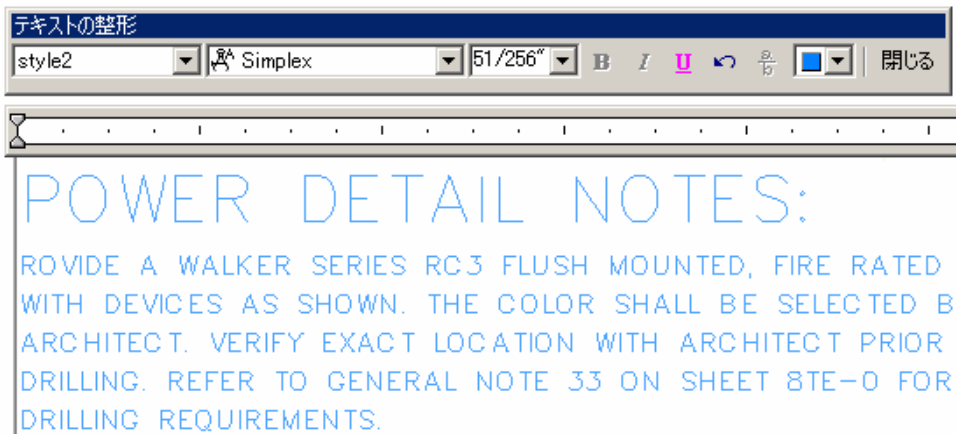 テキストの整形
style2 Simplex 51/256" B I U a/b 閉じる
POWER DETAIL NOTES:
ROVIDE A WALKER SERIES RC3 FLUSH MOUNTED, FIRE RATED
WITH DEVICES AS SHOWN. THE COLOR SHALL BE SELECTED B
ARCHITECT. VERIFY EXACT LOCATION WITH ARCHITECT PRIOR
DRILLING. REFER TO GENERAL NOTE 33 ON SHEET 8TE-0 FOR
DRILLING REQUIREMENTS.